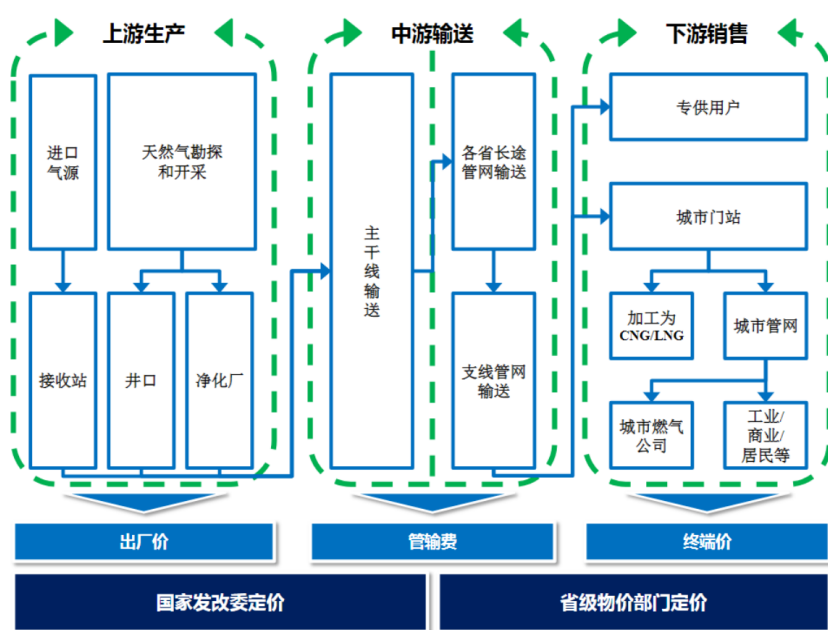 上游生产
中游输送
下游销售
进口
气源
天然气勘探
和开采
接收站
井口
净化厂
主
干
线
输
送
各省长途
管网输送
支线管网
输送
专供用户
城市门站
加工为
CNG/LNG
城市管网
城市燃气
公司
工业/
商业/
居民等
出厂价
管输费
终端价
国家发改委定价
省级物价部门定价